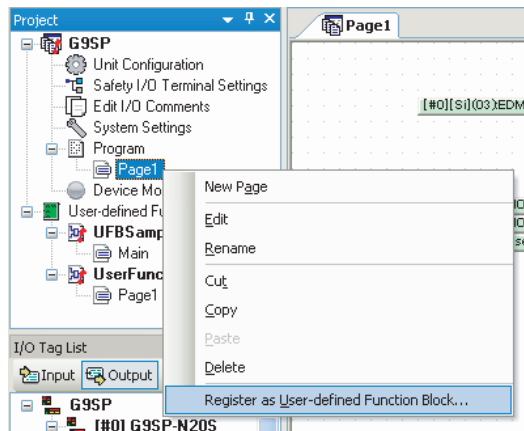 Project
G9SP
Unit Configuration
Safety I/O Terminal Settings
Edit I/O Comments
System Settings
Program
Page1
Device Mo
User-defined Fu
UFBSamp
Main
UserFunc
Page1
I/O Tag List
Input Output
G9SP
[#0] G9SP-N20S
Page1
[#0][Si](03):EDM
New Page
Edit
Rename
Cut
Copy
Paste
Delete
Register as User-defined Function Block...